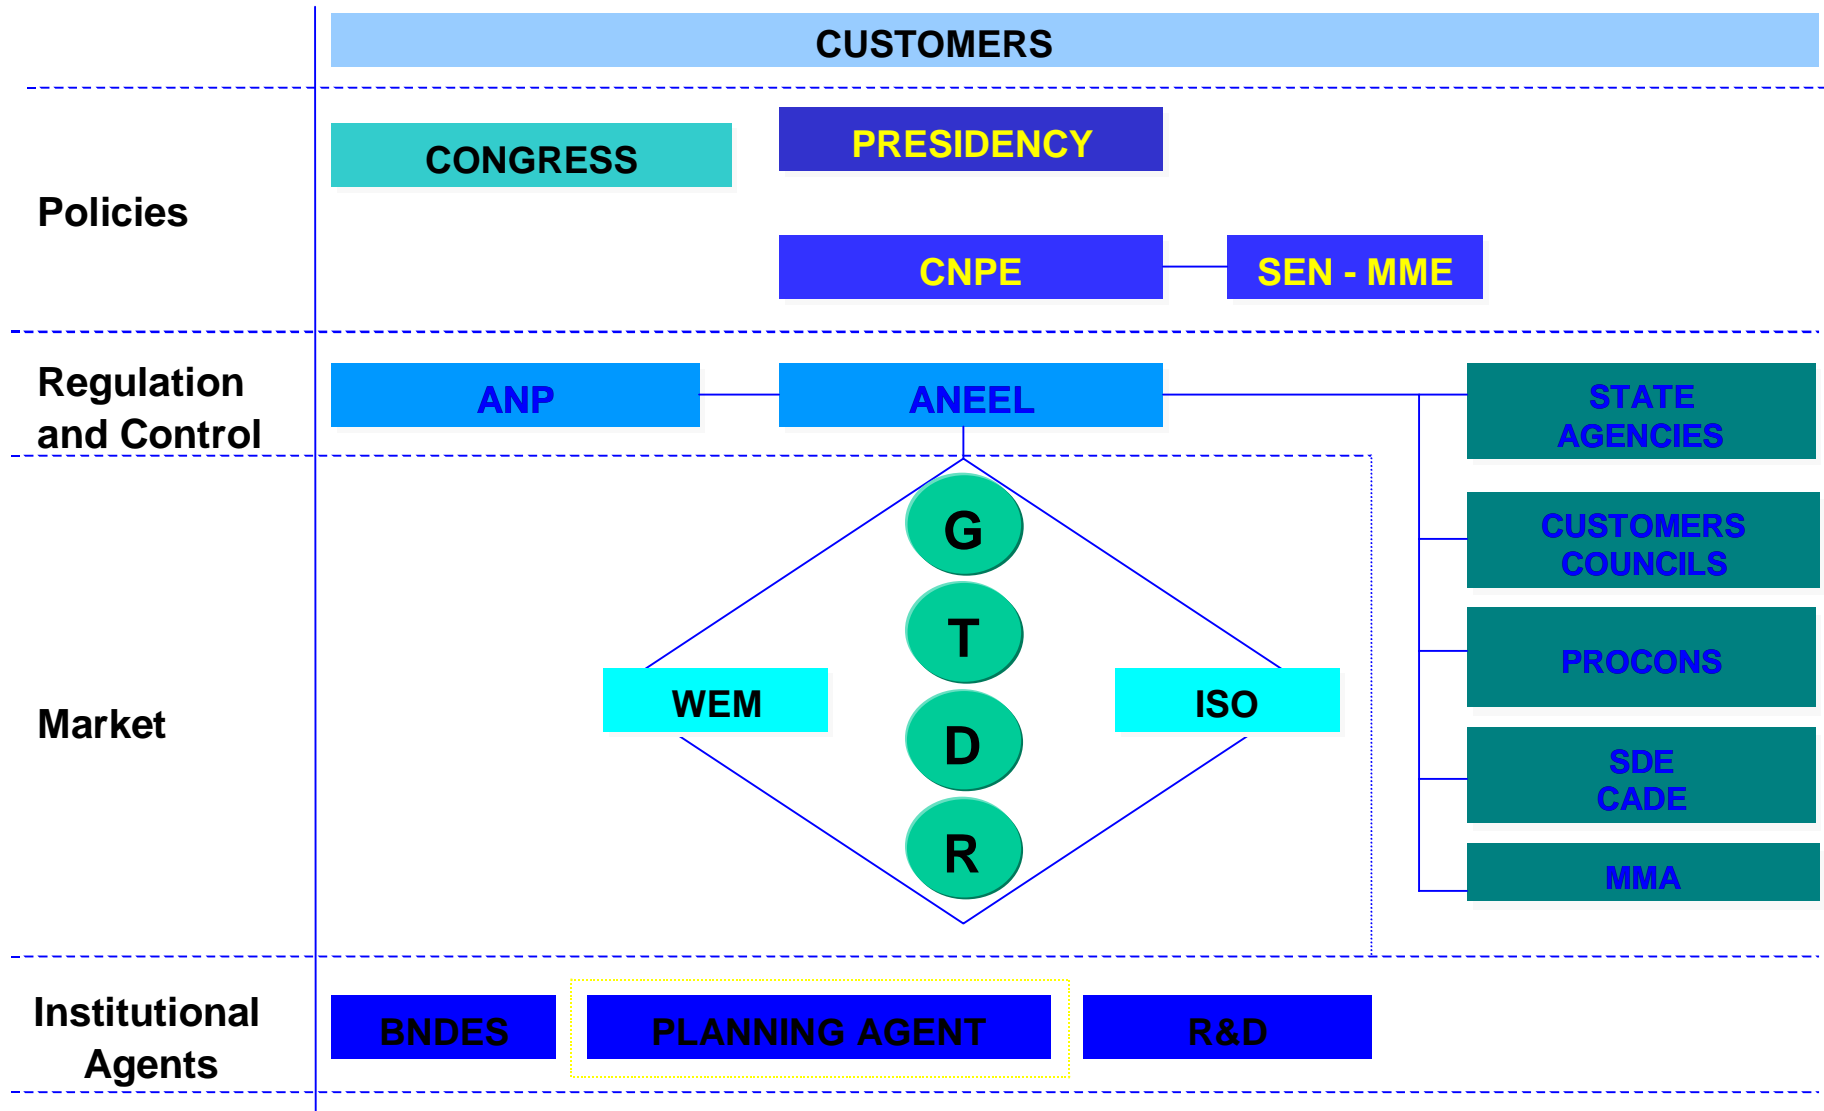 CUSTOMERS
Policies
CONGRESS
PRESIDENCY
CNPE
SEN - MME
Regulation
and Control
ANP
ANEEL
STATE
AGENCIES
CUSTOMERS
COUNCILS
PROCONS
SDE
CADE
MMA
Market
G
T
D
R
WEM
ISO
Institutional
Agents
BNDES
PLANNING AGENT
R&D